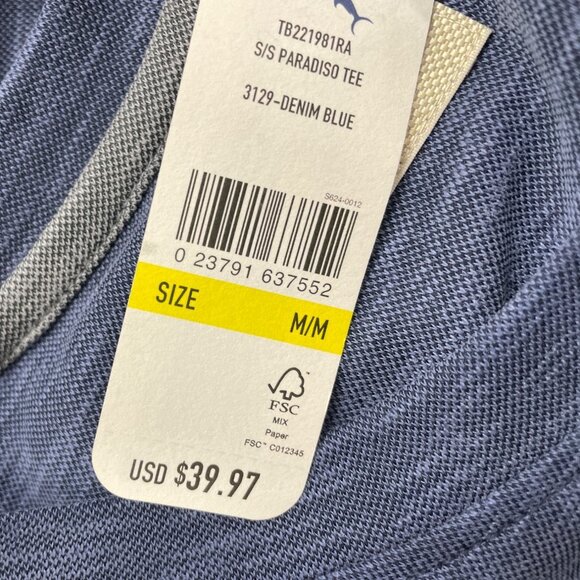 TB221981RA
S/S PARADISO TEE
3129-DENIM BLUE
S624-0012
0 23791 637552
SIZE M/M
FSC
MIX
Paper
FSC™ C012345
USD $39.97